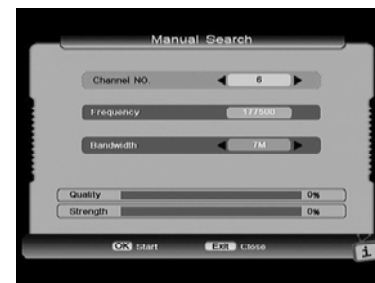 Manual Search
Channel NO. 6
Frequency 177500
Bandwidth 7M
Quality 0%
Strength 0%
OK Start Exit Close
i